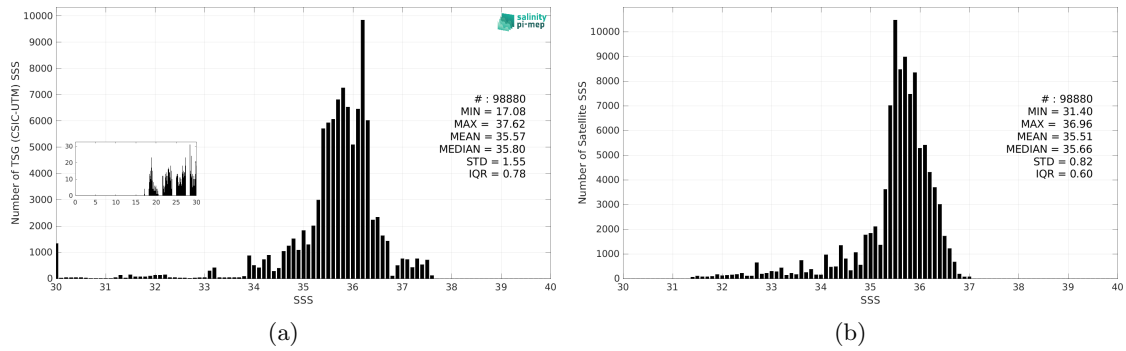 salinity
pi-mep
10000
9000
8000
7000
6000
5000
4000
3000
2000
1000
0
Number of TSG (CSIC-UTM) SSS
# : 98880
MIN = 17.08
MAX = 37.62
MEAN = 35.57
MEDIAN = 35.80
STD = 1.55
IQR = 0.78
30
20
10
0
0 5 10 15 20 25 30
30 31 32 33 34 35 36 37 38 39 40
SSS
(a)
10000
9000
8000
7000
6000
5000
4000
3000
2000
1000
0
Number of Satellite SSS
# : 98880
MIN = 31.40
MAX = 36.96
MEAN = 35.51
MEDIAN = 35.66
STD = 0.82
IQR = 0.60
30 31 32 33 34 35 36 37 38 39 40
SSS
(b)